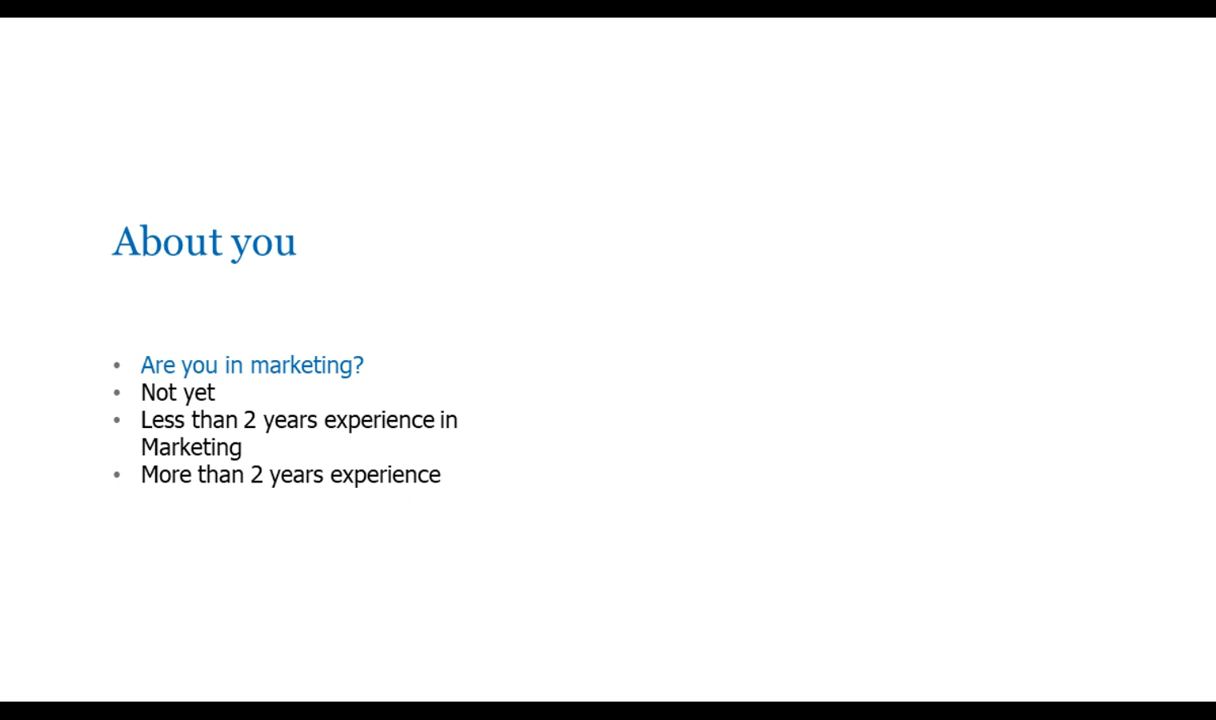 About you
• Are you in marketing?
• Not yet
• Less than 2 years experience in
Marketing
• More than 2 years experience